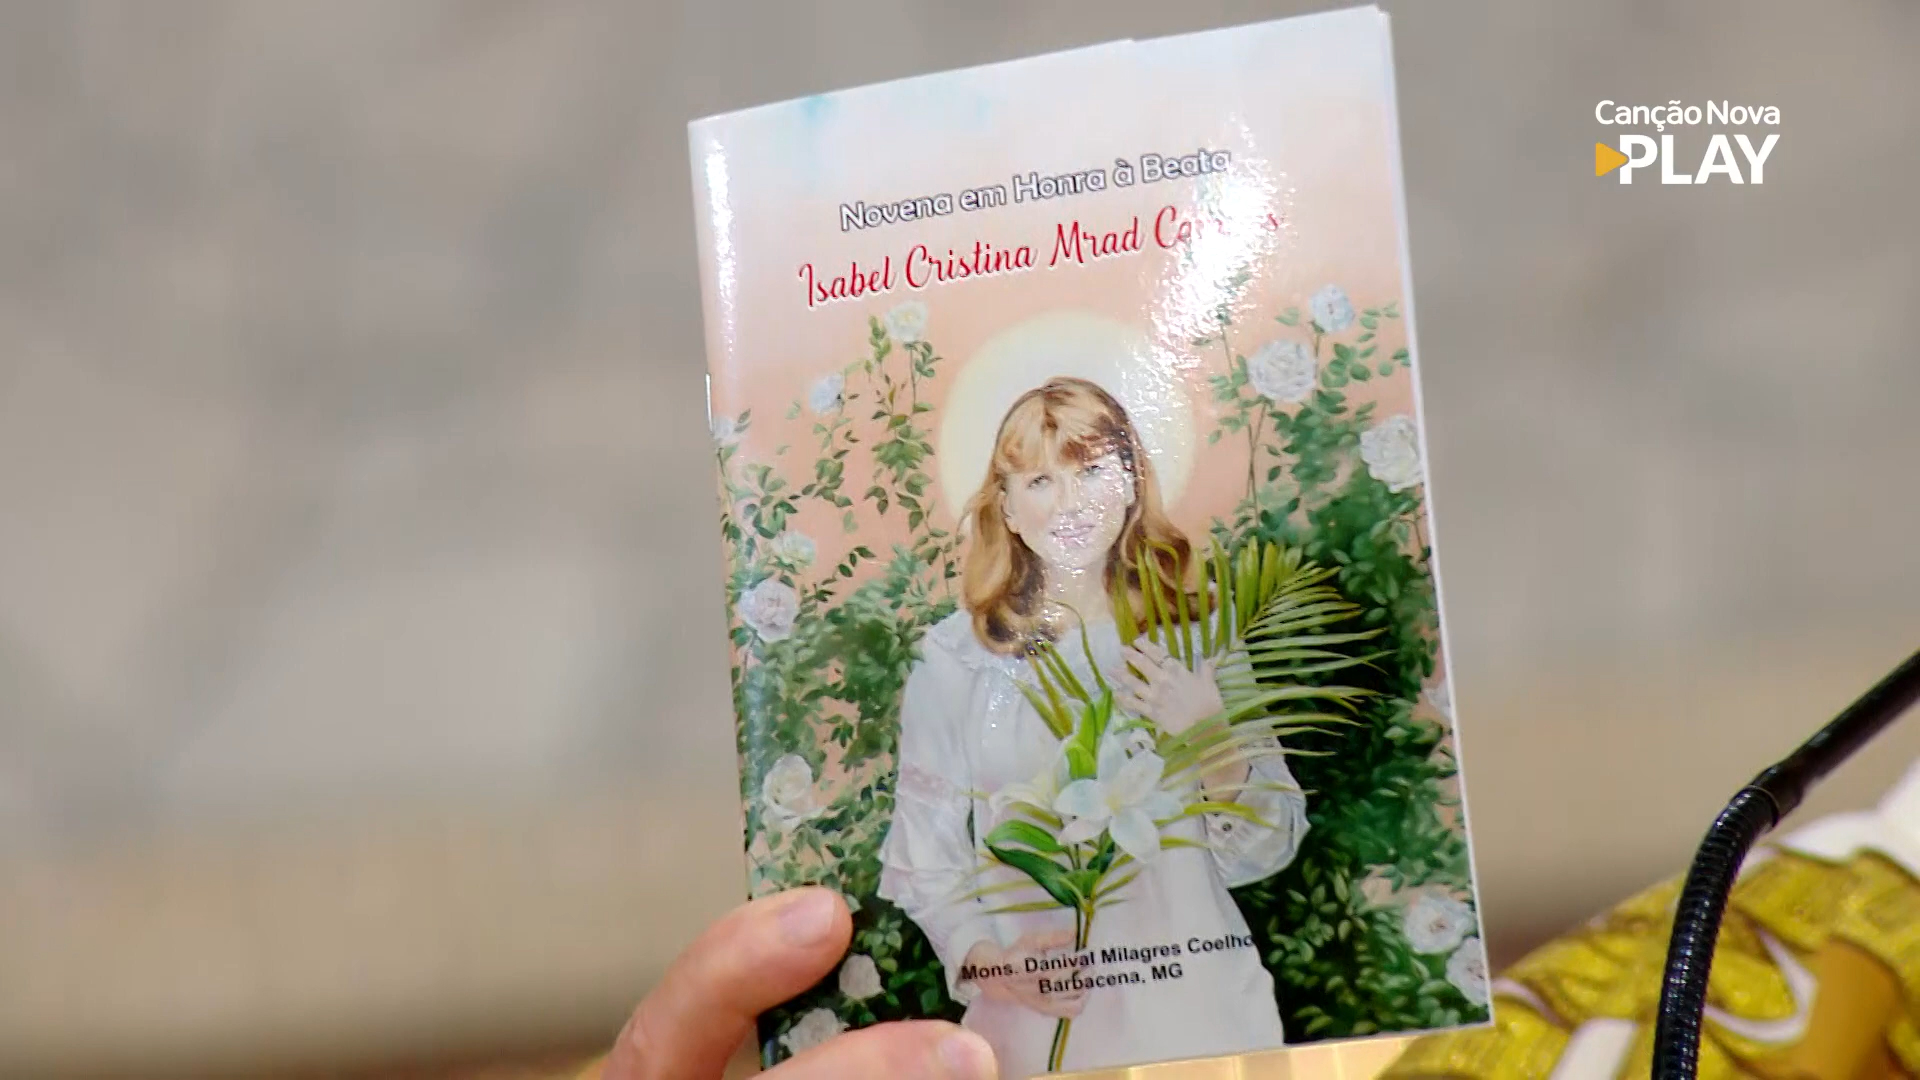 Canção Nova
PLAY
Novena em Honra à Beata
Isabel Cristina Mrad
Mons. Danival Milagres Coelho
Barbacena, MG